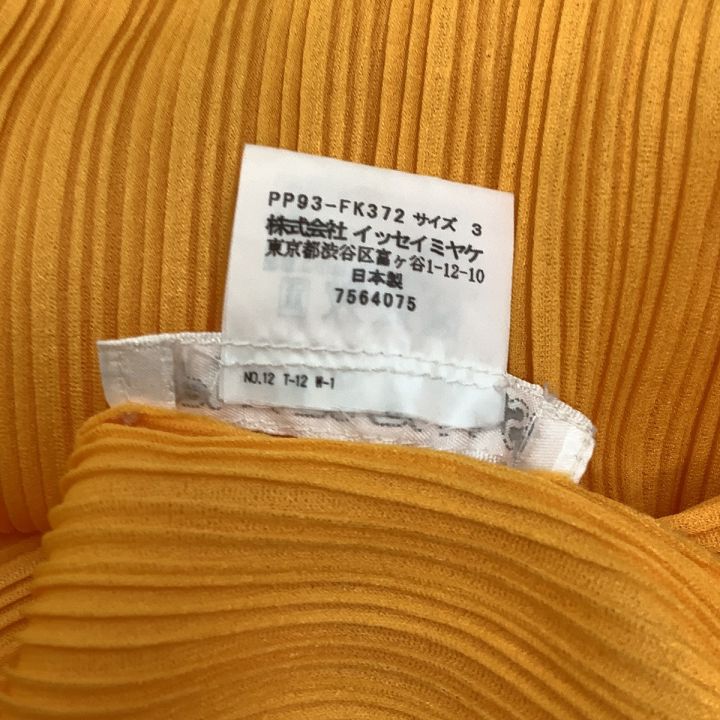 PP93-FK372 サイズ 3
株式会社 イッセイミヤケ
東京都渋谷区富ヶ谷1-12-10
日本製
7564075
NO.12 T-12 W-1